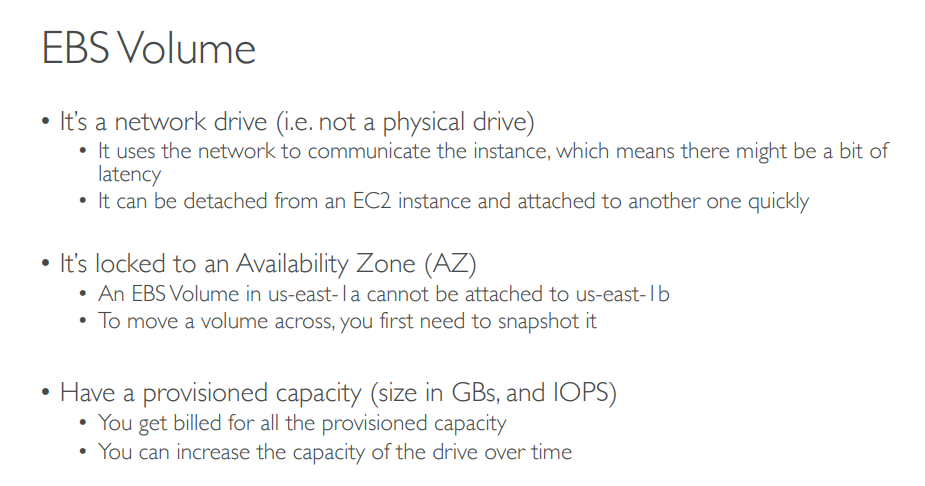 EBS Volume
• It's a network drive (i.e. not a physical drive)
• It uses the network to communicate the instance, which means there might be a bit of
latency
• It can be detached from an EC2 instance and attached to another one quickly
• It's locked to an Availability Zone (AZ)
• An EBS Volume in us-east-1a cannot be attached to us-east-1b
• To move a volume across, you first need to snapshot it
• Have a provisioned capacity (size in GBs, and IOPS)
• You get billed for all the provisioned capacity
• You can increase the capacity of the drive over time